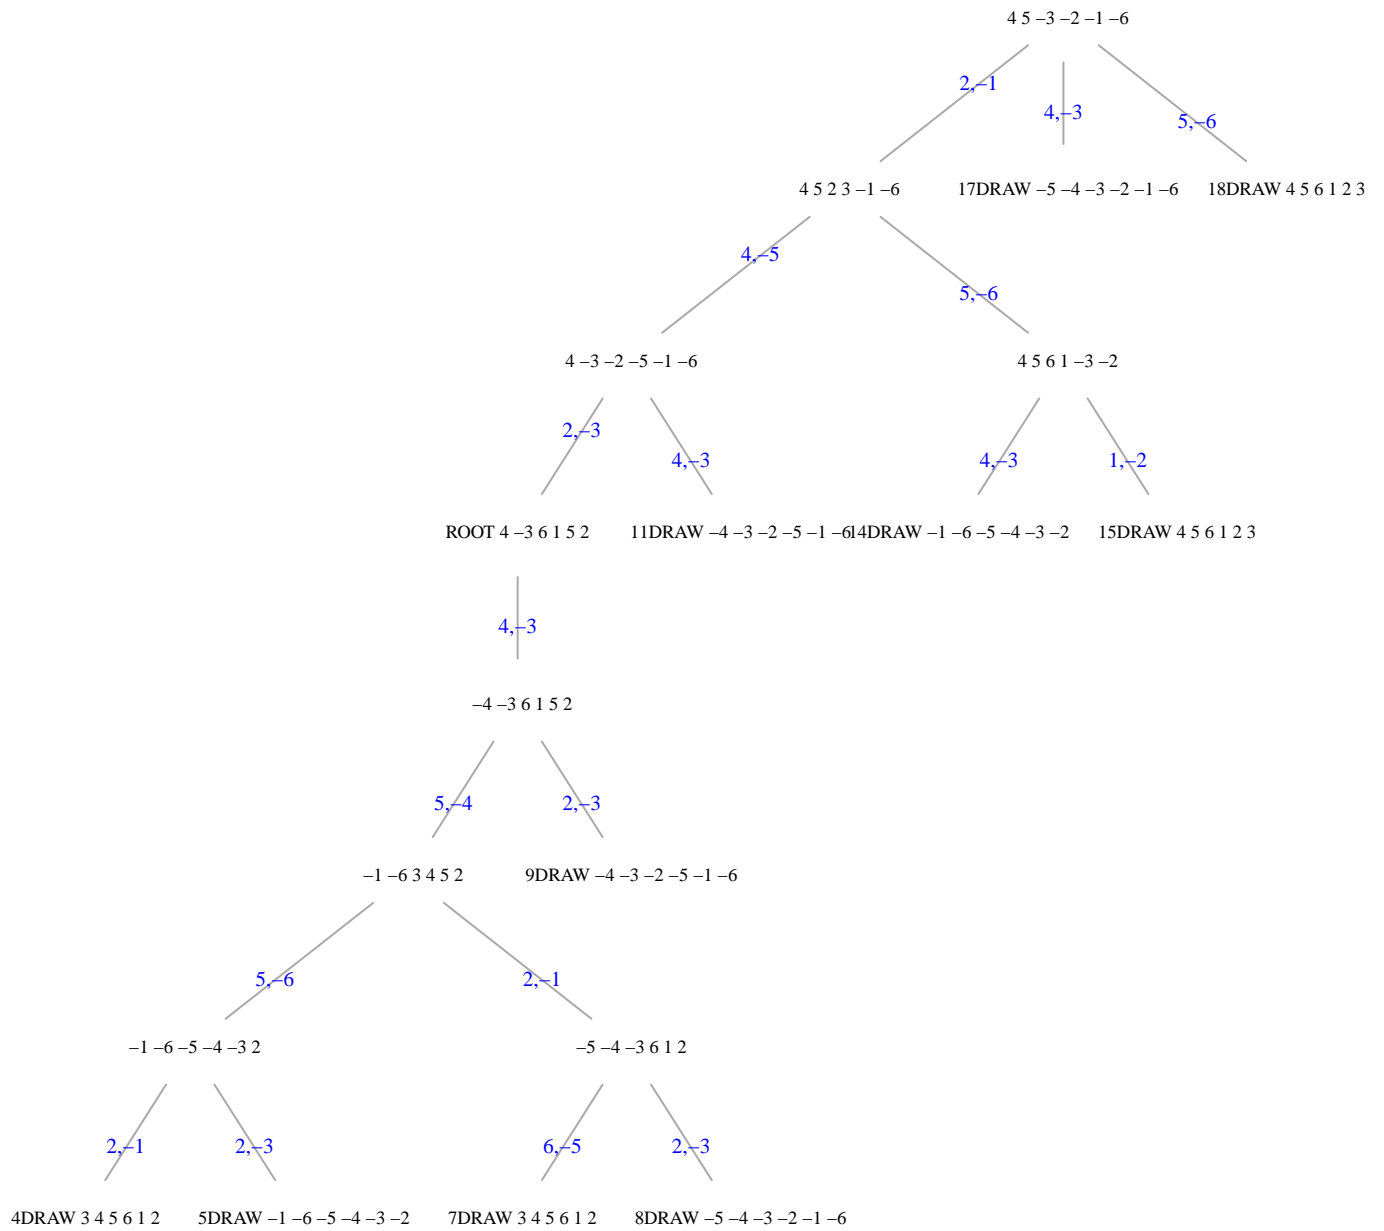 4 5 –3 –2 –1 –6
2,–1
4,–3
5,–6
4 5 2 3 –1 –6
17DRAW –5 –4 –3 –2 –1 –6
18DRAW 4 5 6 1 2 3
4,–5
5,–6
4 –3 –2 –5 –1 –6
4 5 6 1 –3 –2
2,–3
4,–3
4,–3
1,–2
ROOT 4 –3 6 1 5 2
11DRAW –4 –3 –2 –5 –1 –6
14DRAW –1 –6 –5 –4 –3 –2
15DRAW 4 5 6 1 2 3
4,–3
–4 –3 6 1 5 2
5,–4
2,–3
–1 –6 3 4 5 2
9DRAW –4 –3 –2 –5 –1 –6
5,–6
2,–1
–1 –6 –5 –4 –3 2
–5 –4 –3 6 1 2
2,–1
2,–3
6,–5
2,–3
4DRAW 3 4 5 6 1 2
5DRAW –1 –6 –5 –4 –3 –2
7DRAW 3 4 5 6 1 2
8DRAW –5 –4 –3 –2 –1 –6